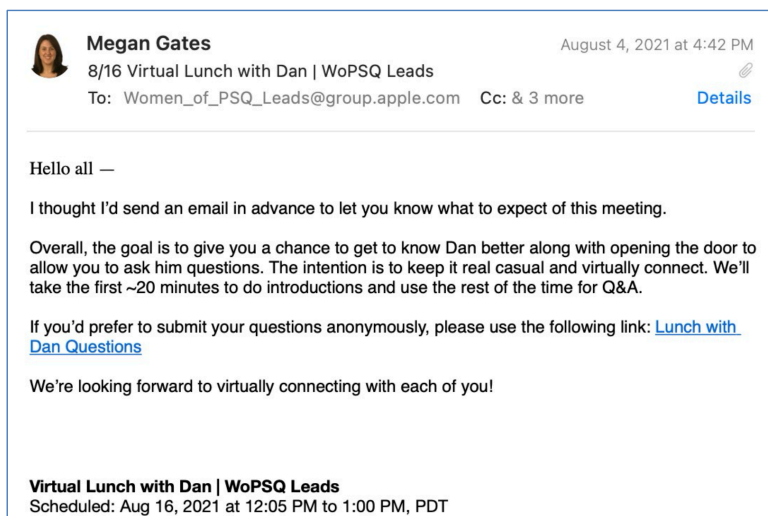 Megan Gates
August 4, 2021 at 4:42 PM
8/16 Virtual Lunch with Dan | WoPSQ Leads
To: Women_of_PSQ_Leads@group.apple.com Cc: & 3 more
Details
Hello all —
I thought I'd send an email in advance to let you know what to expect of this meeting.
Overall, the goal is to give you a chance to get to know Dan better along with opening the door to
allow you to ask him questions. The intention is to keep it real casual and virtually connect. We'll
take the first ~20 minutes to do introductions and use the rest of the time for Q&A.
If you'd prefer to submit your questions anonymously, please use the following link: Lunch with
Dan Questions
We're looking forward to virtually connecting with each of you!
Virtual Lunch with Dan | WoPSQ Leads
Scheduled: Aug 16, 2021 at 12:05 PM to 1:00 PM, PDT